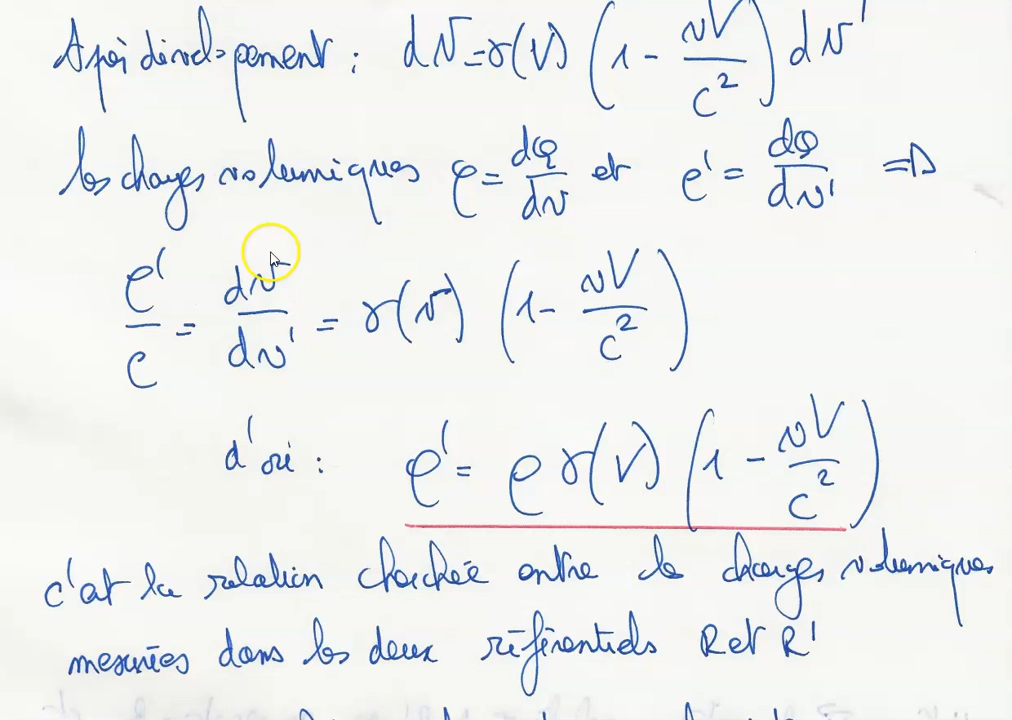 Après développement : dv = γ(V) (1 - vV/c²) dv'
les charges volumiques ρ = dQ/dv et ρ' = dQ/dv' =>
ρ'/ρ = dv/dv' = γ(v) (1 - vV/c²)
d'où : ρ' = ρ γ(V) (1 - vV/c²)
c'est la relation cherchée entre les charges volumiques
mesurées dans les deux référentiels R et R'